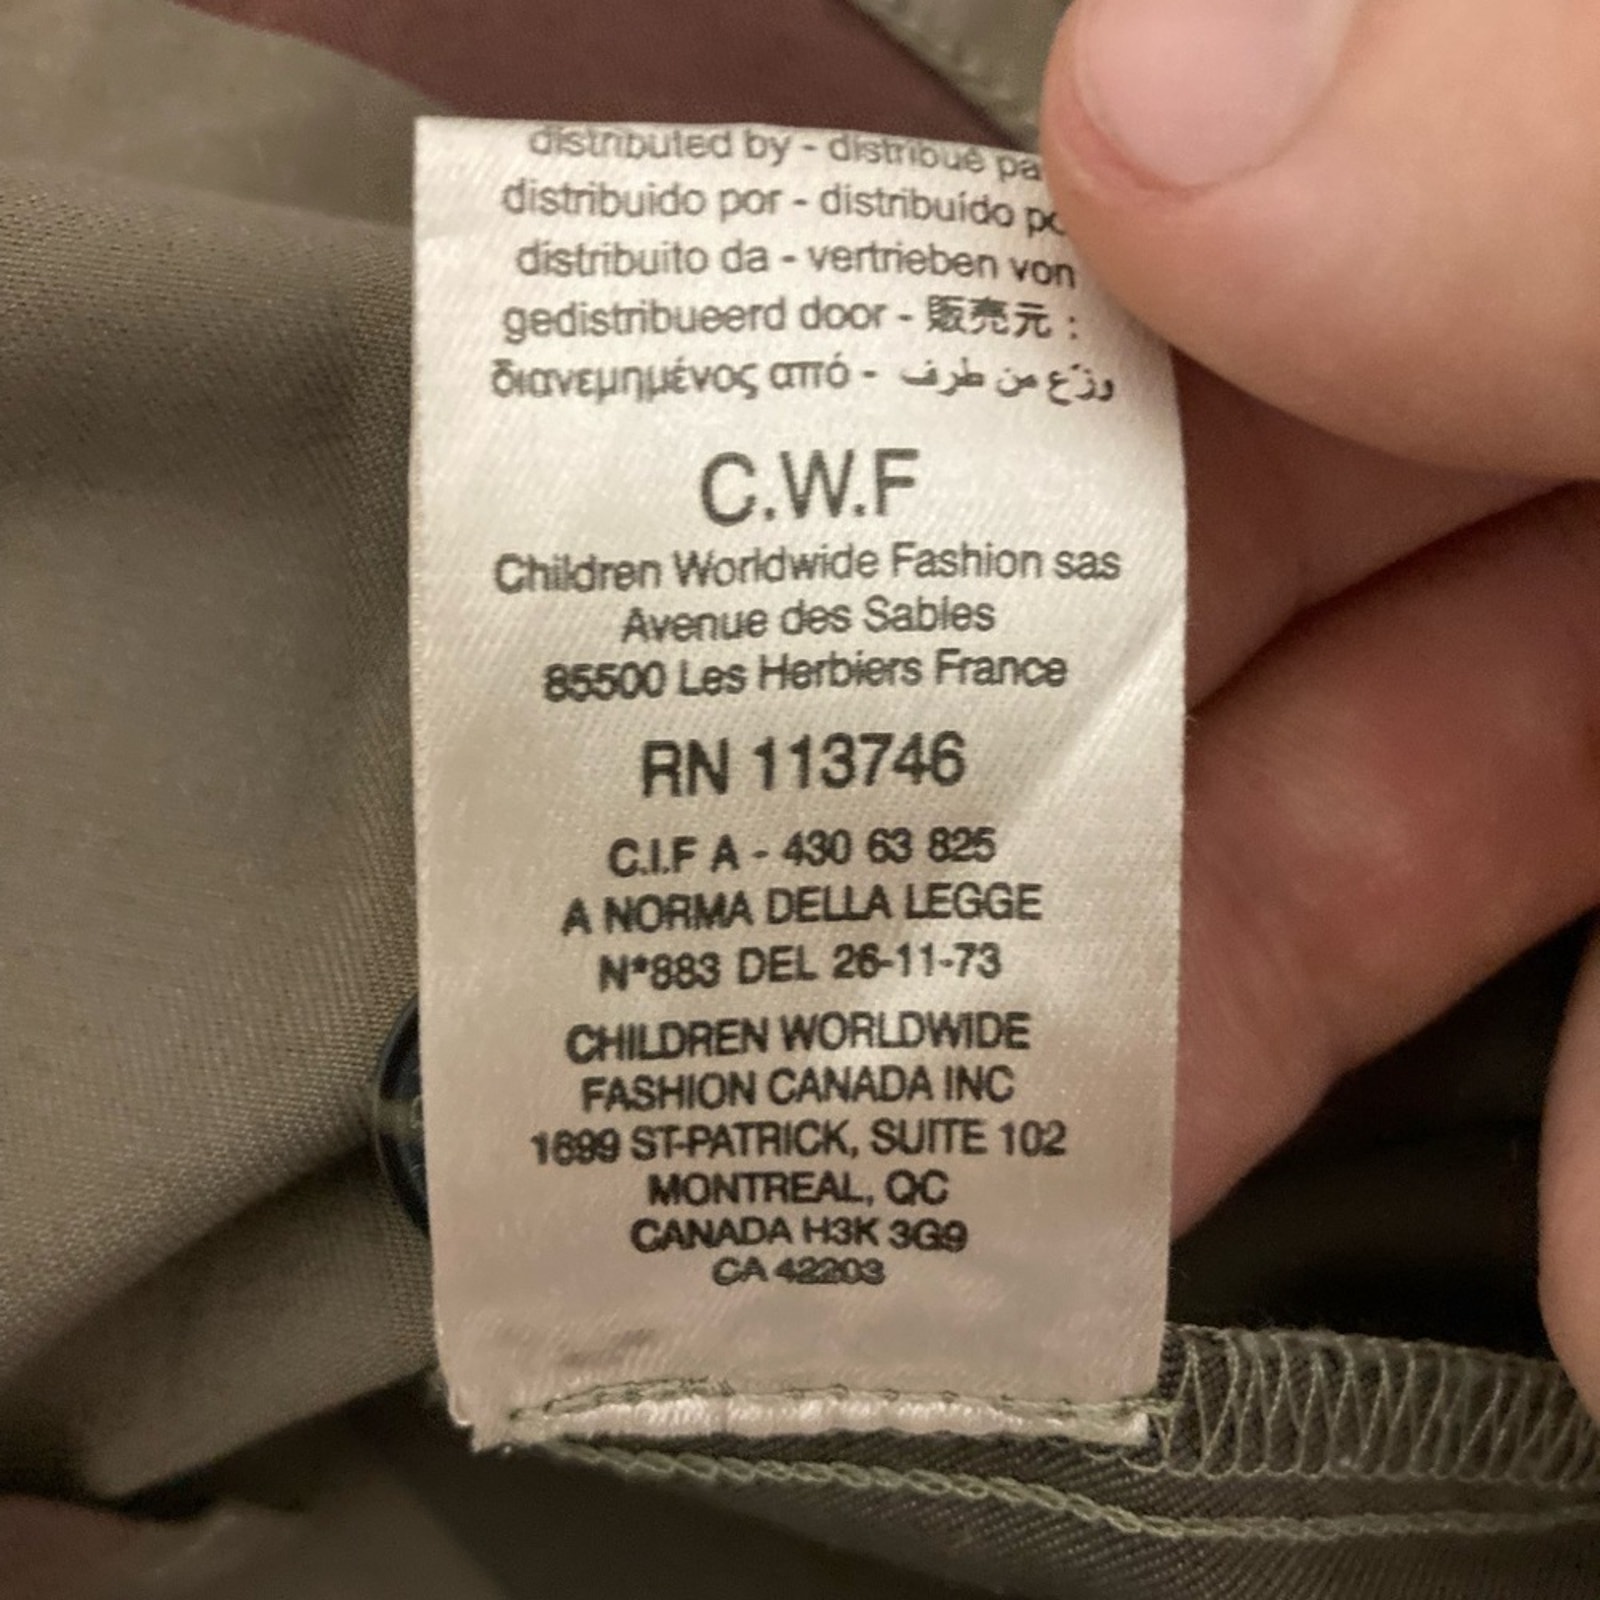 distributed by - distribué pa
distribuido por - distribuído po
distribuito da - vertrieben von
gedistribueerd door - 販売元 :
διανεμημένος από - وزّع من طرف
C.W.F
Children Worldwide Fashion sas
Avenue des Sables
85500 Les Herbiers France
RN 113746
C.I.F A - 430 63 825
A NORMA DELLA LEGGE
N°883 DEL 26-11-73
CHILDREN WORLDWIDE
FASHION CANADA INC
1699 ST-PATRICK, SUITE 102
MONTREAL, QC
CANADA H3K 3G9
CA 42203